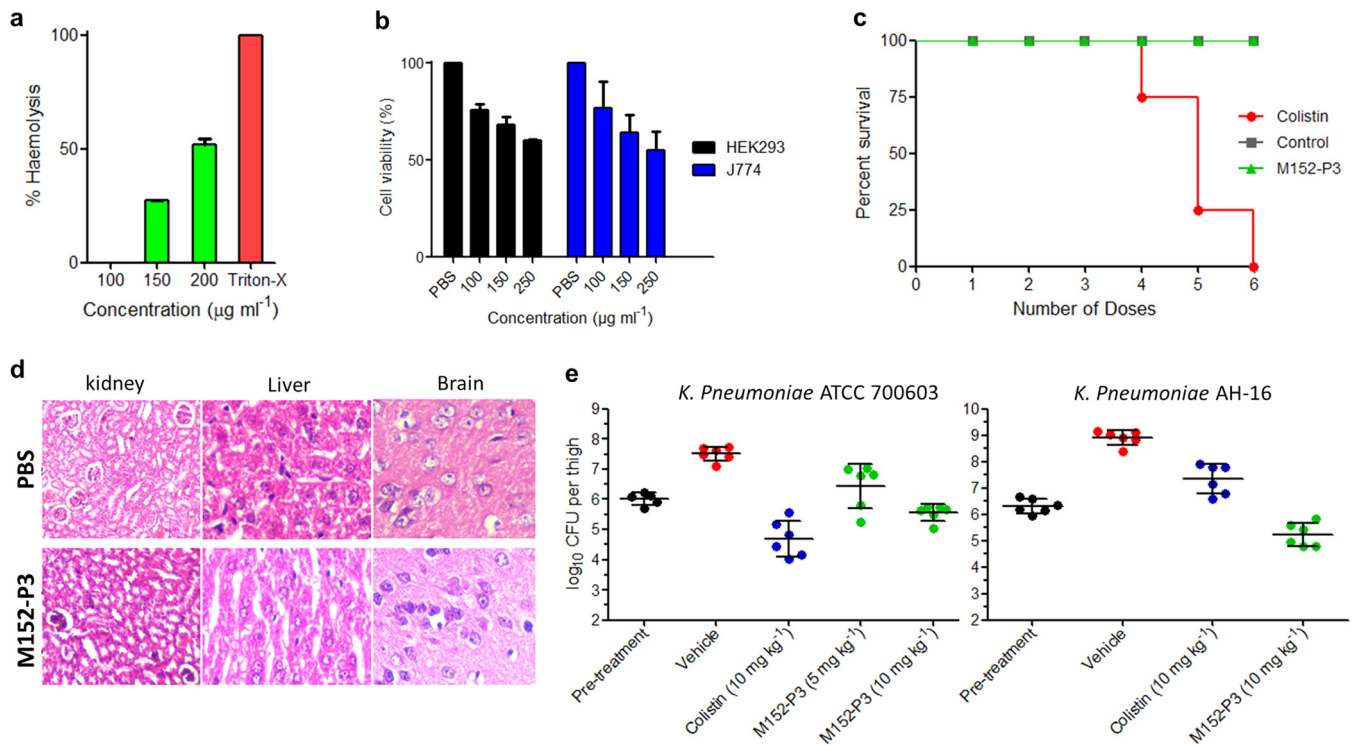 a
% Haemolysis
100
50
0
100 150 200 Triton-X
Concentration (µg ml-1)
b
Cell viability (%)
100
50
0
PBS 100 150 250 PBS 100 150 250
Concentration (µg ml-1)
HEK293
J774
c
Percent survival
100
75
50
25
0
0 1 2 3 4 5 6
Number of Doses
Colistin
Control
M152-P3
d
kidney Liver Brain
PBS
M152-P3
e
K. Pneumoniae ATCC 700603
log10 CFU per thigh
9
8
7
6
5
4
3
2
Pre-treatment
Vehicle
Colistin (10 mg kg-1)
M152-P3 (5 mg kg-1)
M152-P3 (10 mg kg-1)
K. Pneumoniae AH-16
10
9
8
7
6
5
4
3
2
Pre-treatment
Vehicle
Colistin (10 mg kg-1)
M152-P3 (10 mg kg-1)